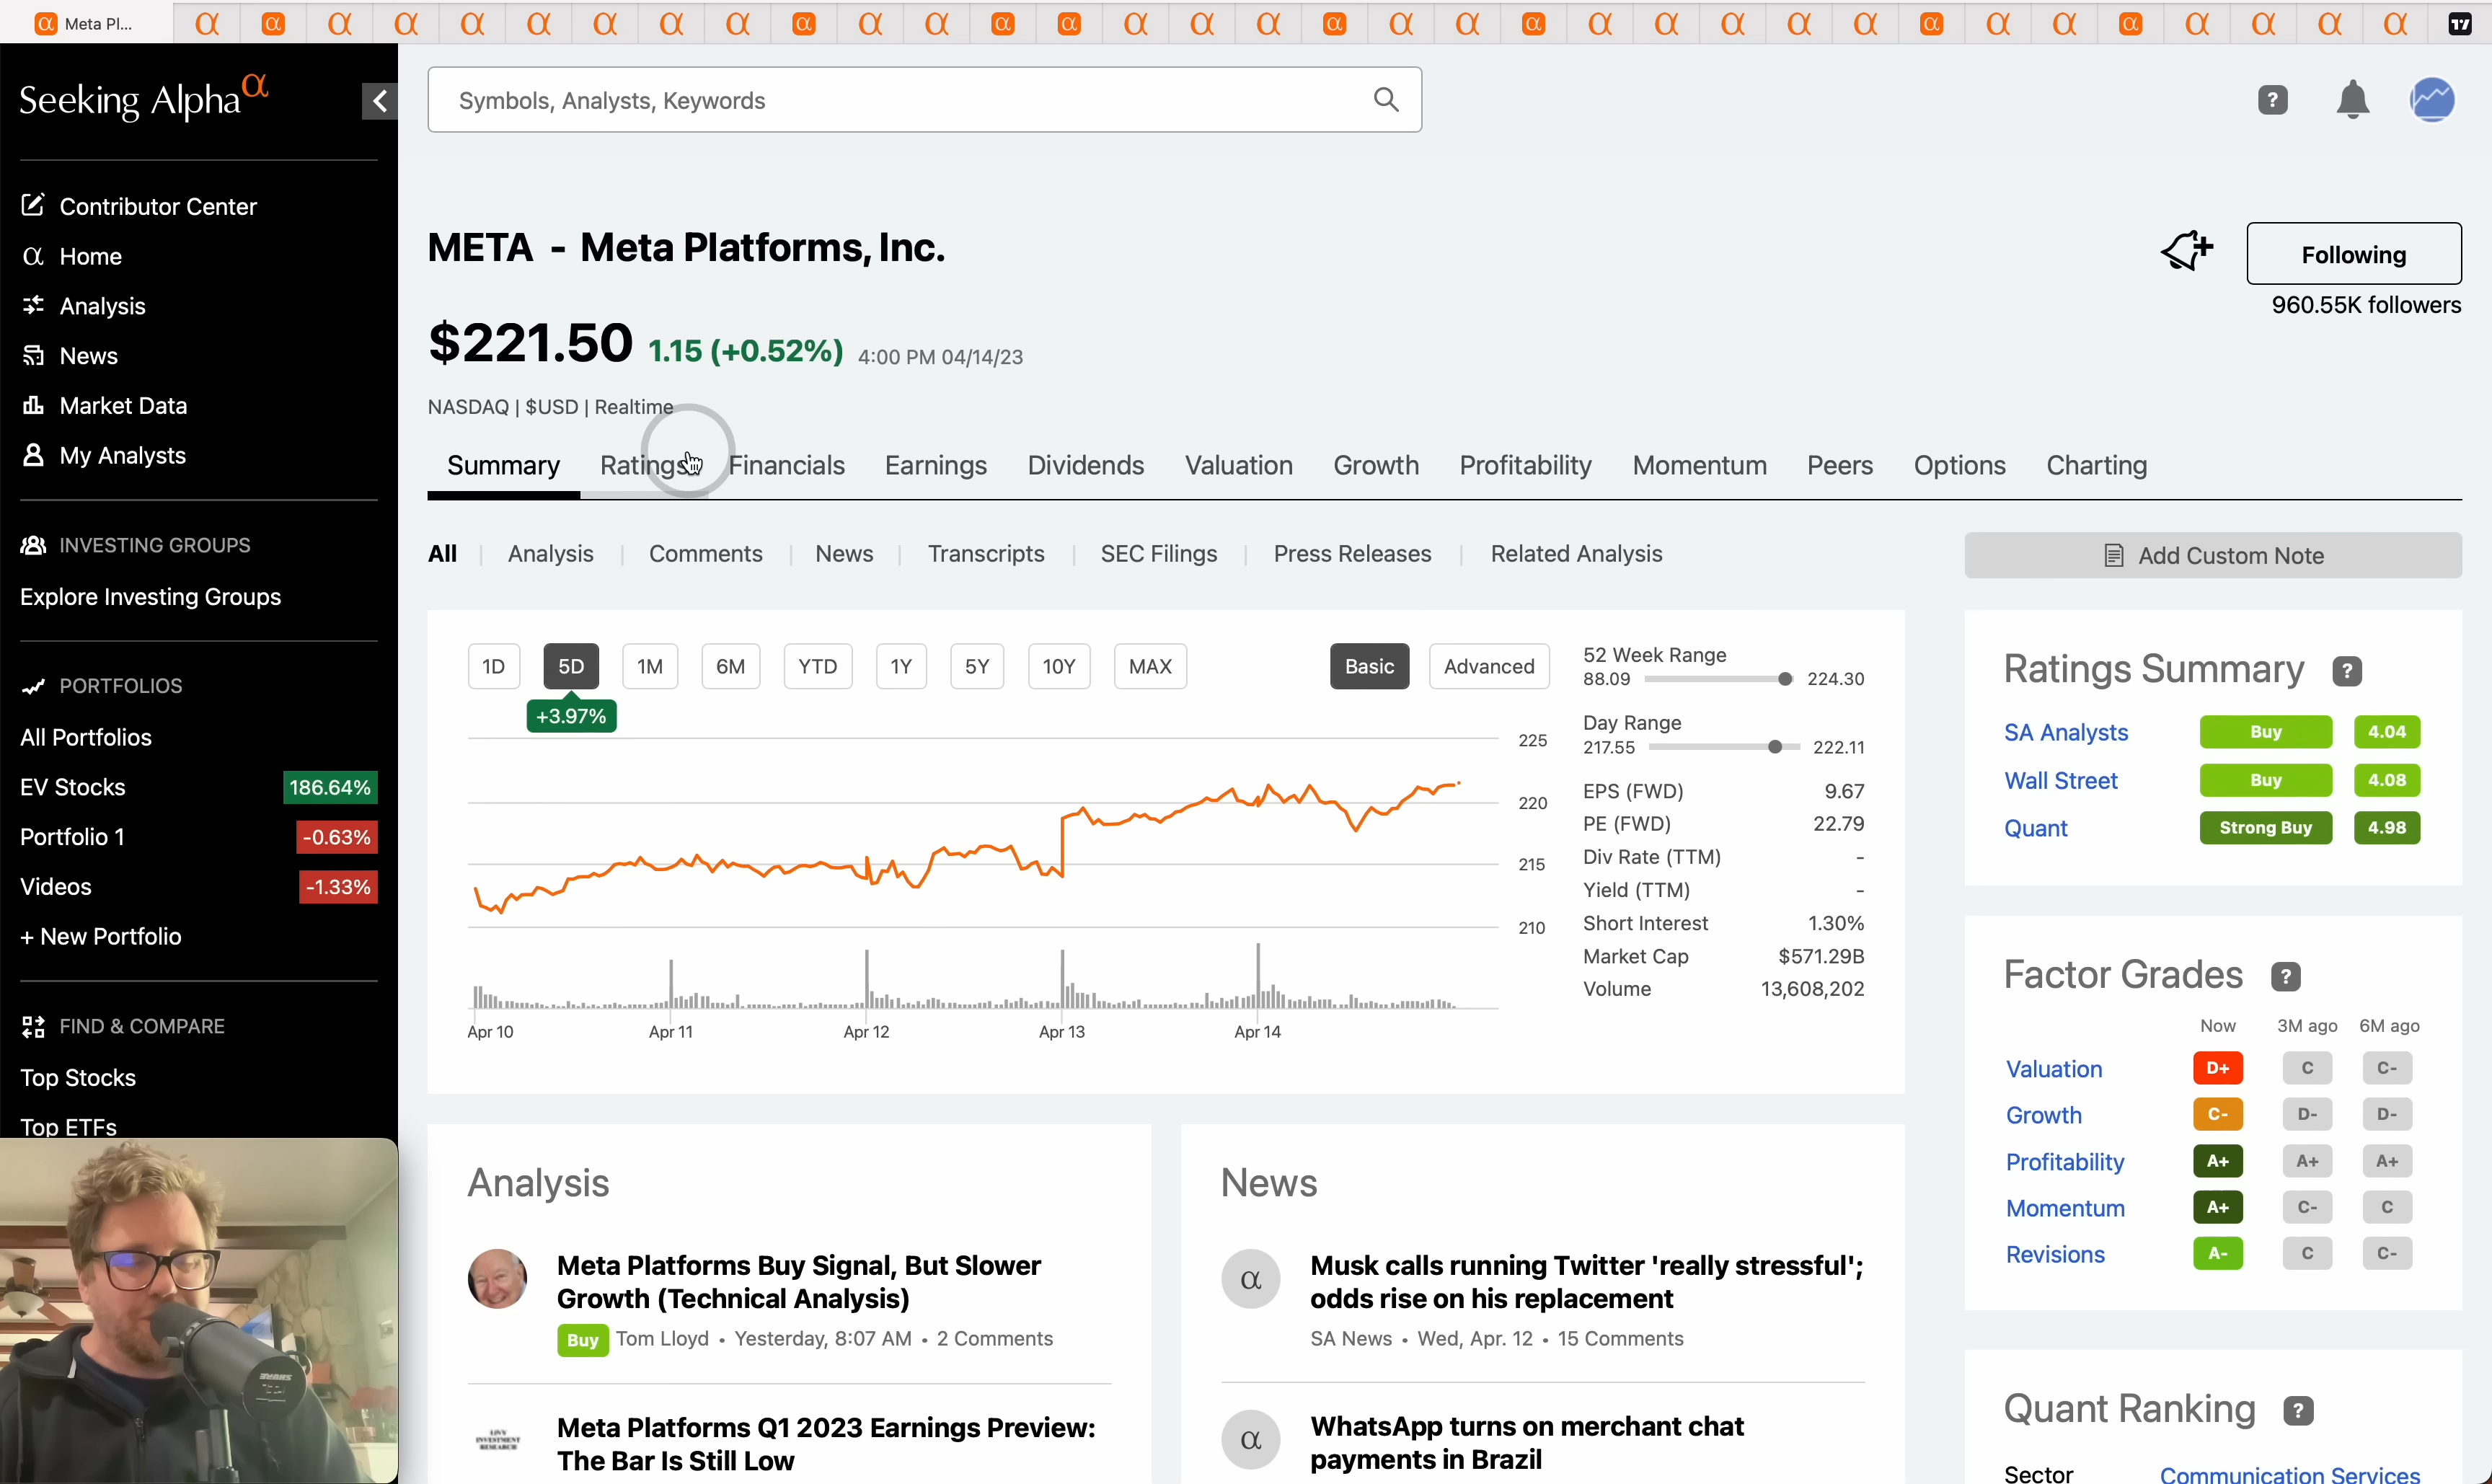 Meta Pl...
Seeking Alpha α
Symbols, Analysts, Keywords
Contributor Center
Home
Analysis
News
Market Data
My Analysts
INVESTING GROUPS
Explore Investing Groups
PORTFOLIOS
All Portfolios
EV Stocks 186.64%
Portfolio 1 -0.63%
Videos -1.33%
+ New Portfolio
FIND & COMPARE
Top Stocks
Top ETFs
META - Meta Platforms, Inc.
Following
960.55K followers
$221.50 1.15 (+0.52%) 4:00 PM 04/14/23
NASDAQ | $USD | Realtime
Summary Ratings Financials Earnings Dividends Valuation Growth Profitability Momentum Peers Options Charting
All | Analysis | Comments | News | Transcripts | SEC Filings | Press Releases | Related Analysis
Add Custom Note
1D 5D 1M 6M YTD 1Y 5Y 10Y MAX Basic Advanced
+3.97%
225
220
215
210
Apr 10 Apr 11 Apr 12 Apr 13 Apr 14
52 Week Range
88.09 224.30
Day Range
217.55 222.11
EPS (FWD) 9.67
PE (FWD) 22.79
Div Rate (TTM) -
Yield (TTM) -
Short Interest 1.30%
Market Cap $571.29B
Volume 13,608,202
Ratings Summary ?
SA Analysts Buy 4.04
Wall Street Buy 4.08
Quant Strong Buy 4.98
Factor Grades ?
Now 3M ago 6M ago
Valuation D+ C C-
Growth C- D- D-
Profitability A+ A+ A+
Momentum A+ C- C
Revisions A- C C-
Quant Ranking ?
Sector Communication Services
Analysis
Meta Platforms Buy Signal, But Slower
Growth (Technical Analysis)
Buy Tom Lloyd • Yesterday, 8:07 AM • 2 Comments
LIVY
INVESTMENT
RESEARCH
Meta Platforms Q1 2023 Earnings Preview:
The Bar Is Still Low
News
Musk calls running Twitter 'really stressful';
odds rise on his replacement
SA News • Wed, Apr. 12 • 15 Comments
WhatsApp turns on merchant chat
payments in Brazil